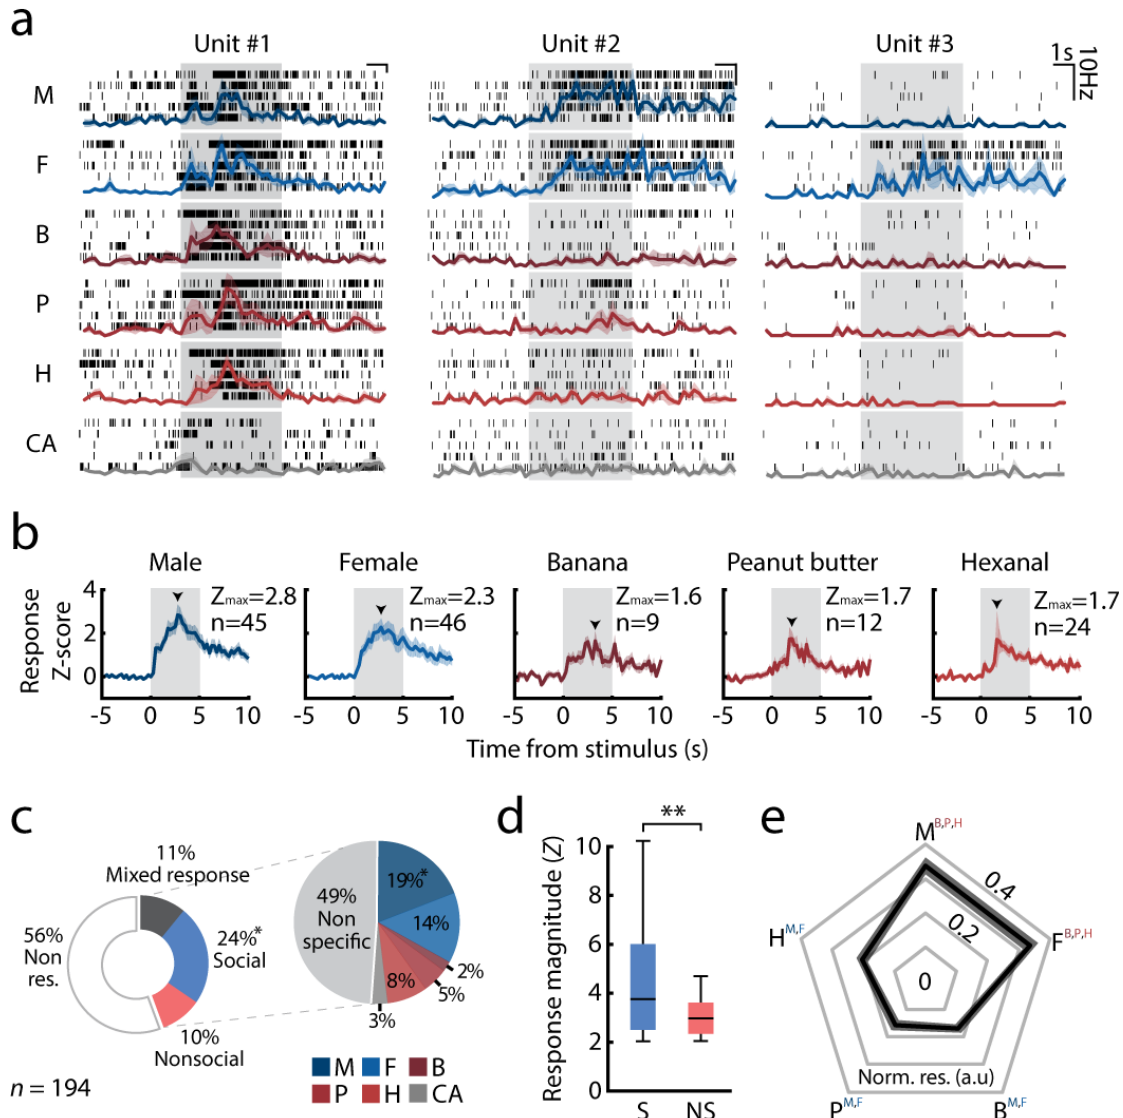 a
Unit #1
Unit #2
Unit #3
1s
10Hz
M
F
B
P
H
CA
b
Male
Female
Banana
Peanut butter
Hexanal
Response
Z-score
4
2
0
Zmax=2.8
n=45
Zmax=2.3
n=46
Zmax=1.6
n=9
Zmax=1.7
n=12
Zmax=1.7
n=24
-5 0 5 10
-5 0 5 10
-5 0 5 10
-5 0 5 10
-5 0 5 10
Time from stimulus (s)
c
11%
Mixed response
56%
Non
res.
24%*
Social
10%
Nonsocial
49%
Non
specific
19%*
14%
2%
5%
8%
3%
n = 194
M F B
P H CA
d
**
Response magnitude (Z)
10
8
6
4
2
0
S NS
e
MB,P,H
0.4
0.2
0
HM,F
FB,P,H
Norm. res. (a.u)
PM,F
BM,F